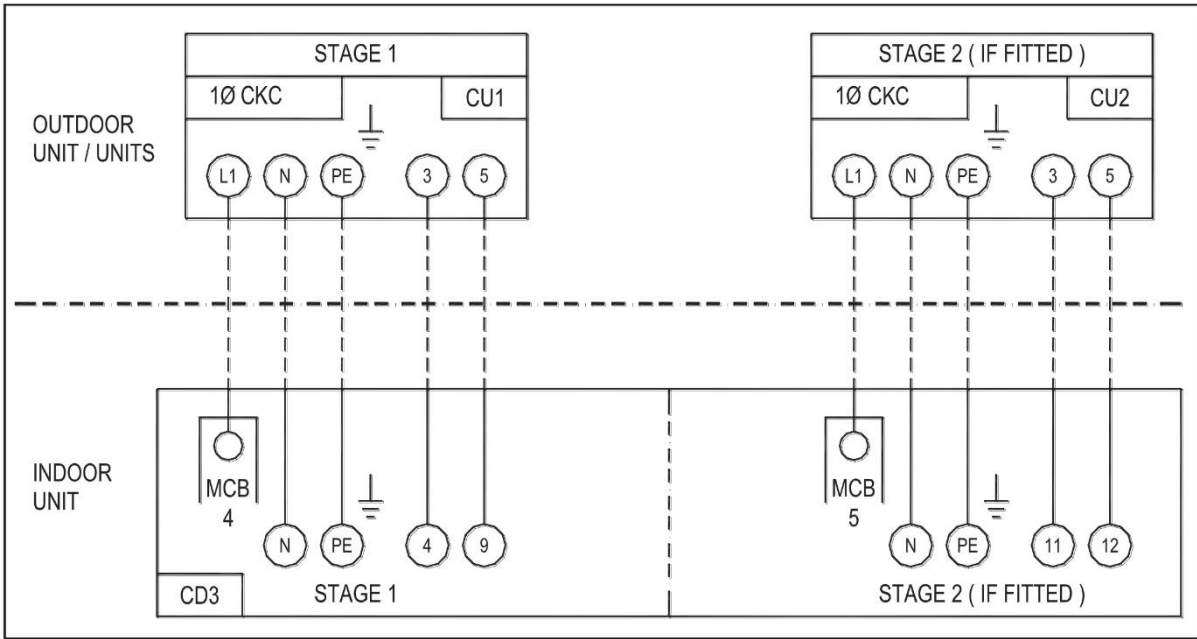 STAGE 1
1Ø CKC
CU1
L1 N PE 3 5
STAGE 2 ( IF FITTED )
1Ø CKC
CU2
L1 N PE 3 5
OUTDOOR
UNIT / UNITS
INDOOR
UNIT
MCB
4
N PE 4 9
CD3
STAGE 1
MCB
5
N PE 11 12
STAGE 2 ( IF FITTED )